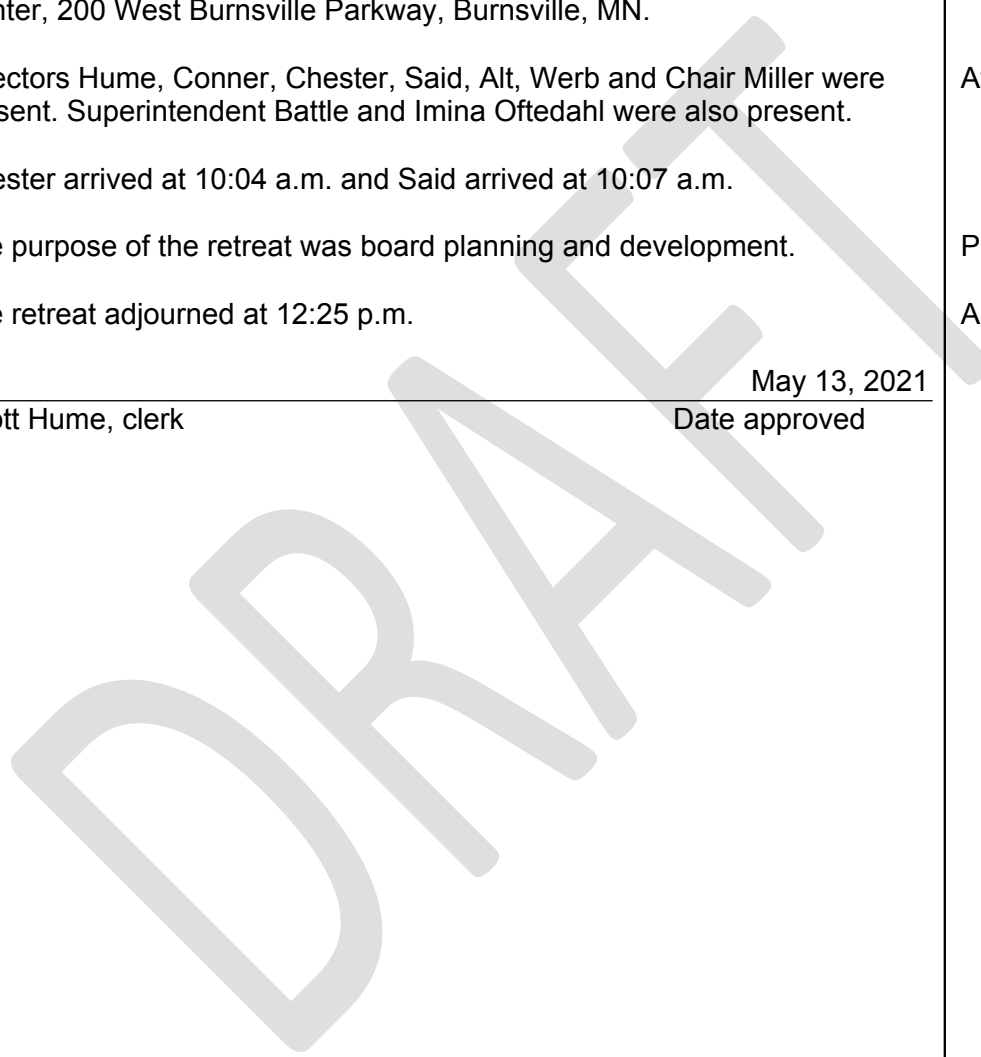 nter, 200 West Burnsville Parkway, Burnsville, MN.
ectors Hume, Conner, Chester, Said, Alt, Werb and Chair Miller were
sent. Superintendent Battle and Imina Oftedahl were also present.
ester arrived at 10:04 a.m. and Said arrived at 10:07 a.m.
e purpose of the retreat was board planning and development.
P
e retreat adjourned at 12:25 p.m.
A
May 13, 2021
ott Hume, clerk Date approved
DRAFT